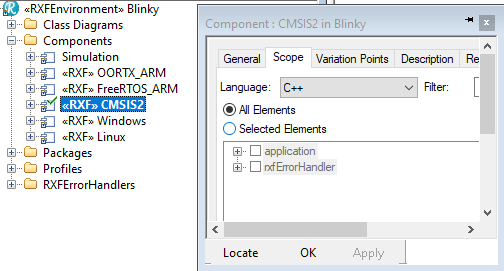 «RXFEnvironment» Blinky
Class Diagrams
Components
Simulation
«RXF» OORTX_ARM
«RXF» FreeRTOS_ARM
«RXF» CMSIS2
«RXF» Windows
«RXF» Linux
Packages
Profiles
RXFErrorHandlers
Component : CMSIS2 in Blinky
General Scope Variation Points Description Re
Language: C++ Filter:
All Elements
Selected Elements
application
rxfErrorHandler
Locate OK Apply